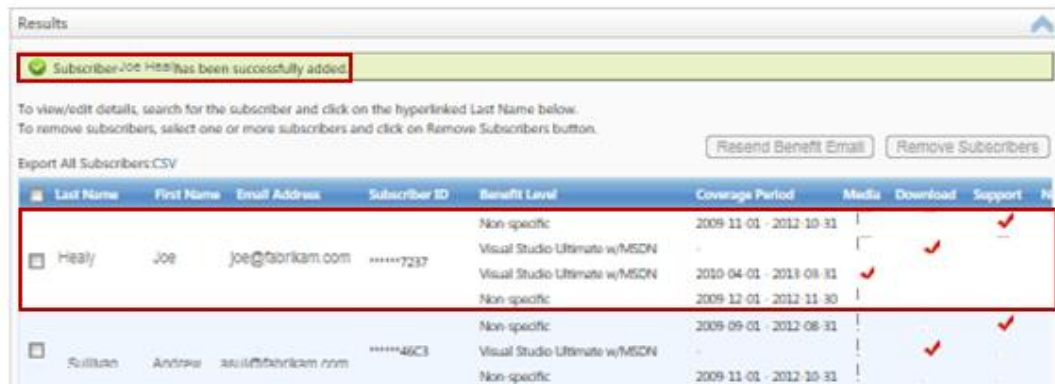 Results
Subscriber Joe Healy has been successfully added.
To view/edit details, search for the subscriber and click on the hyperlinked Last Name below.
To remove subscribers, select one or more subscribers and click on Remove Subscribers button.
Resend Benefit Email Remove Subscribers
Export All Subscribers:CSV
Last Name First Name Email Address Subscriber ID Benefit Level Coverage Period Media Download Support N
Non-specific 2009-11-01 - 2012-10-31
Healy Joe joe@fabrikam.com ******7237 Visual Studio Ultimate w/MSDN -
Visual Studio Ultimate w/MSDN 2010-04-01 - 2013-03-31
Non-specific 2009-12-01 - 2012-11-30
Non-specific 2009-09-01 - 2012-08-31
Sullivan Andrew ******46C3 Visual Studio Ultimate w/MSDN -
Non-specific 2009-11-01 - 2012-10-31